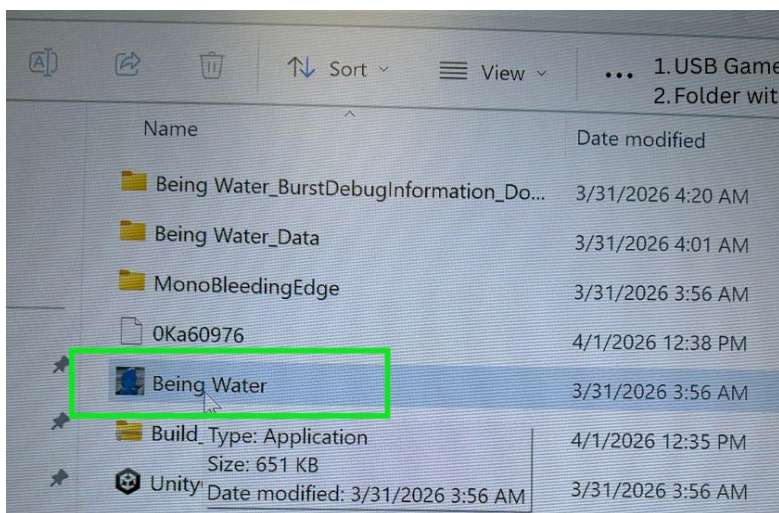 Sort
View
...
1.USB Game
2.Folder wit
Name
Date modified
Being Water_BurstDebugInformation_Do...
3/31/2026 4:20 AM
Being Water_Data
3/31/2026 4:01 AM
MonoBleedingEdge
3/31/2026 3:56 AM
0Ka60976
4/1/2026 12:38 PM
Being Water
3/31/2026 3:56 AM
Build_
4/1/2026 12:35 PM
Type: Application
Size: 651 KB
Date modified: 3/31/2026 3:56 AM
Unity
3/31/2026 3:56 AM